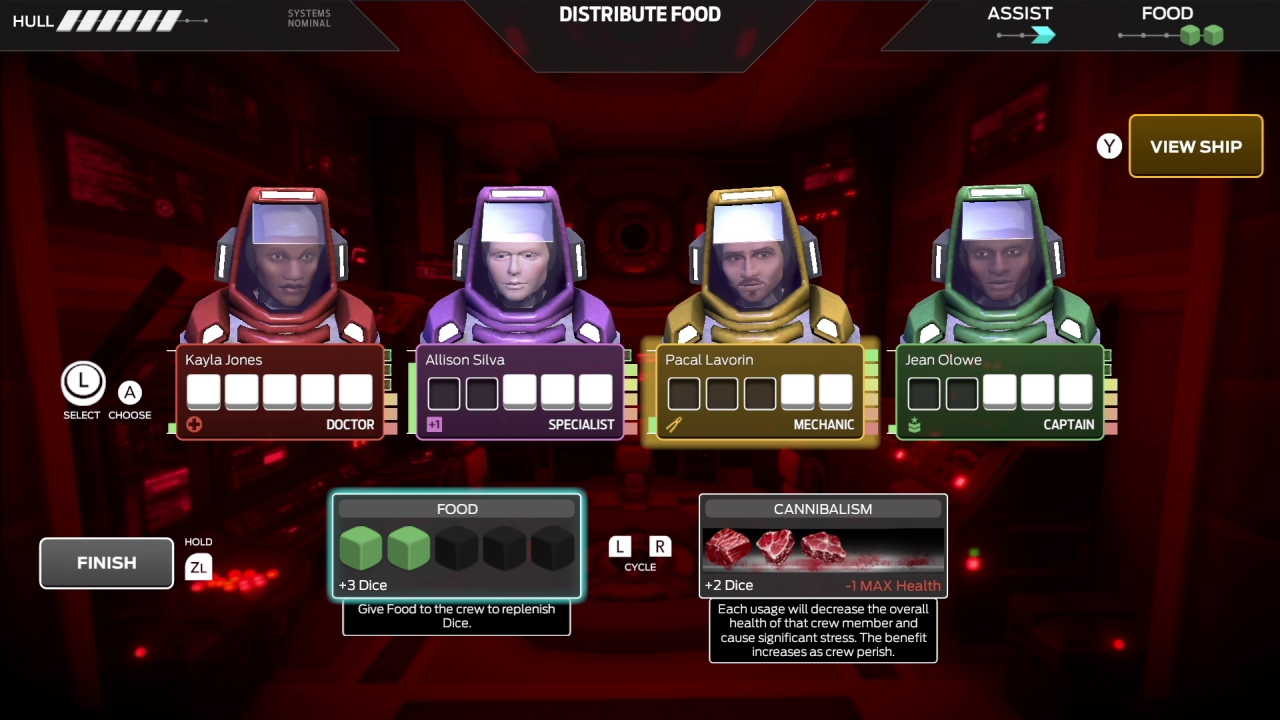 HULL
SYSTEMS
NOMINAL
DISTRIBUTE FOOD
ASSIST
FOOD
Y
VIEW SHIP
Kayla Jones
Allison Silva
Pacal Lavorin
Jean Olowe
L
A
SELECT
CHOOSE
DOCTOR
+1
SPECIALIST
MECHANIC
CAPTAIN
FOOD
CANNIBALISM
FINISH
HOLD
ZL
L
R
CYCLE
+3 Dice
+2 Dice
-1 MAX Health
Give Food to the crew to replenish
Dice.
Each usage will decrease the overall
health of that crew member and
cause significant stress. The benefit
increases as crew perish.